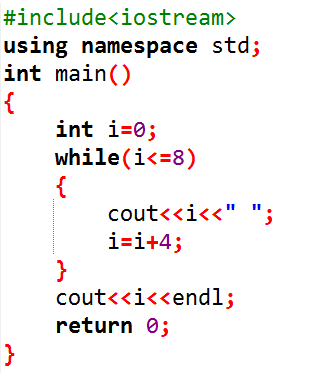 #include<iostream>
using namespace std;
int main()
{
    int i=0;
    while(i<=8)
    {
        cout<<i<<" ";
        i=i+4;
    }
    cout<<i<<endl;
    return 0;
}